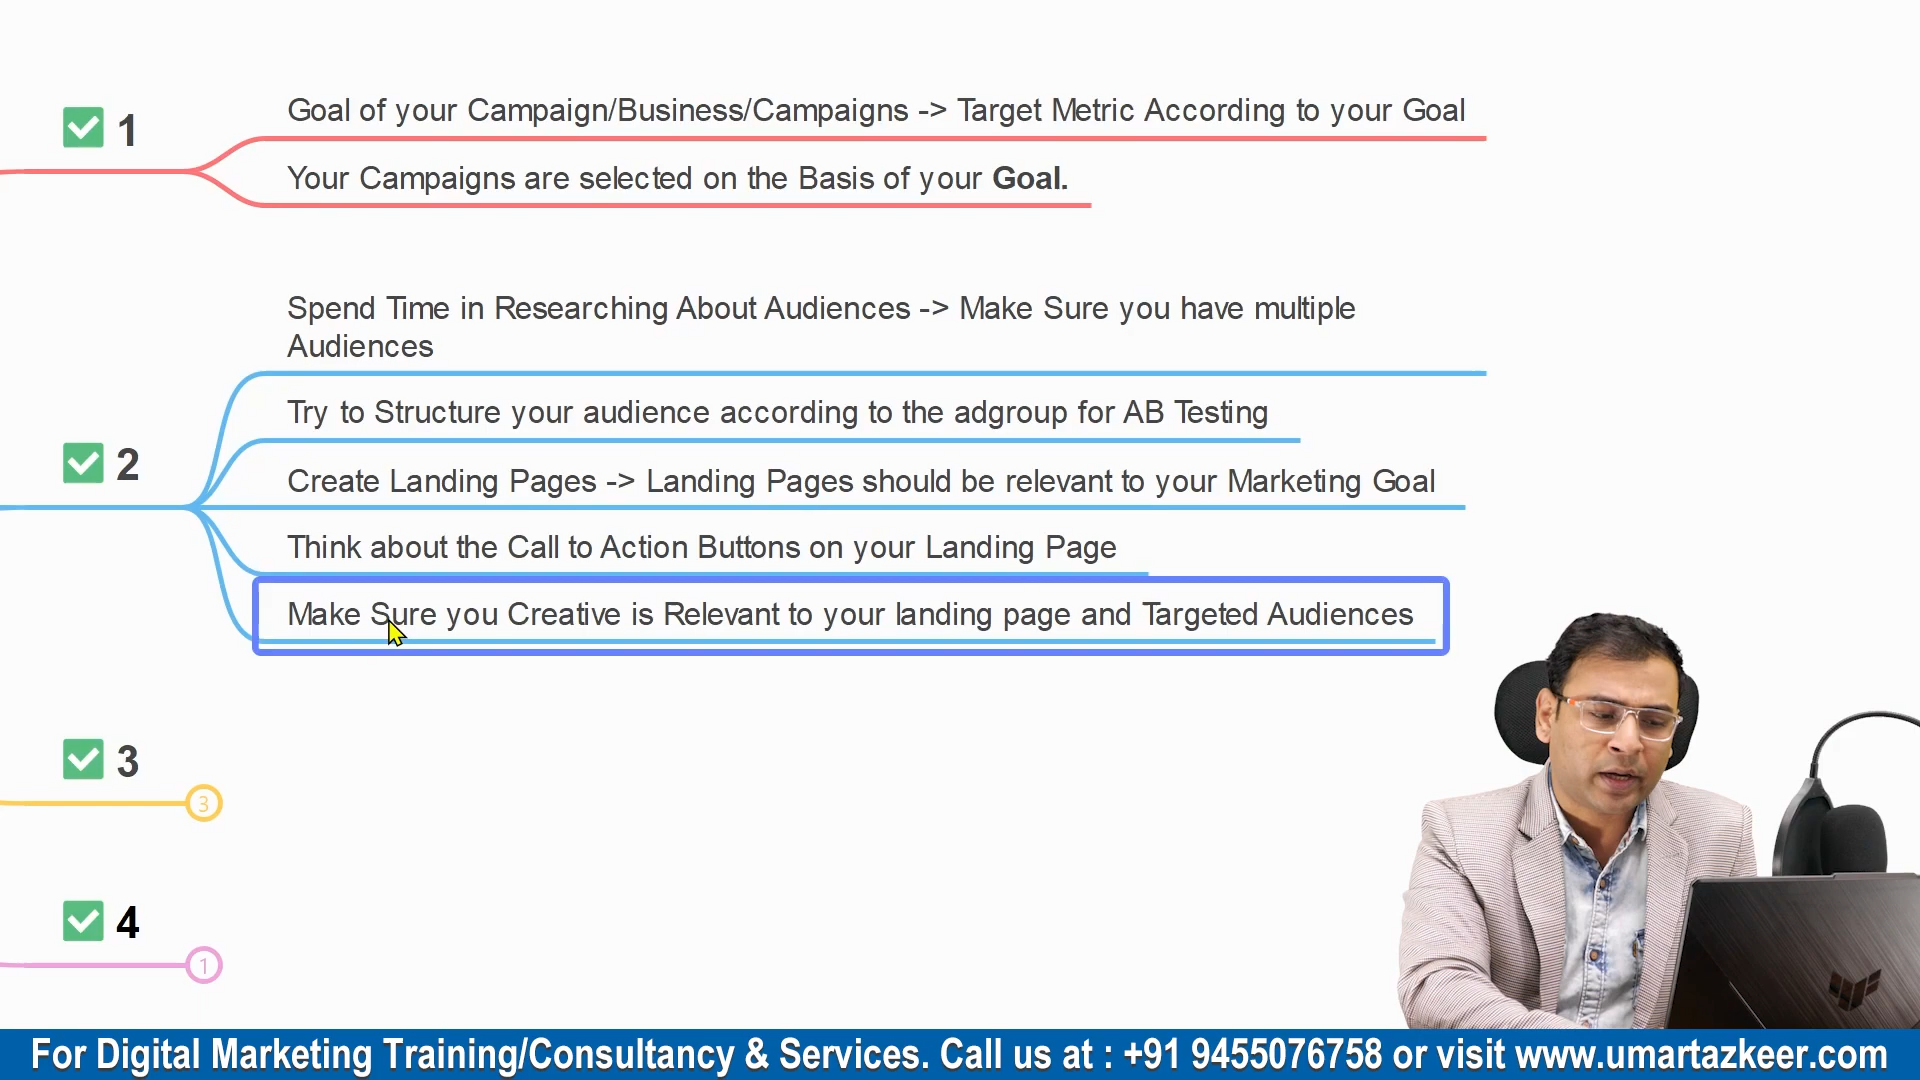 1
Goal of your Campaign/Business/Campaigns -> Target Metric According to your Goal
Your Campaigns are selected on the Basis of your Goal.
2
Spend Time in Researching About Audiences -> Make Sure you have multiple
Audiences
Try to Structure your audience according to the adgroup for AB Testing
Create Landing Pages -> Landing Pages should be relevant to your Marketing Goal
Think about the Call to Action Buttons on your Landing Page
Make Sure you Creative is Relevant to your landing page and Targeted Audiences
3
3
4
1
For Digital Marketing Training/Consultancy & Services. Call us at : +91 9455076758 or visit www.umartazkeer.com